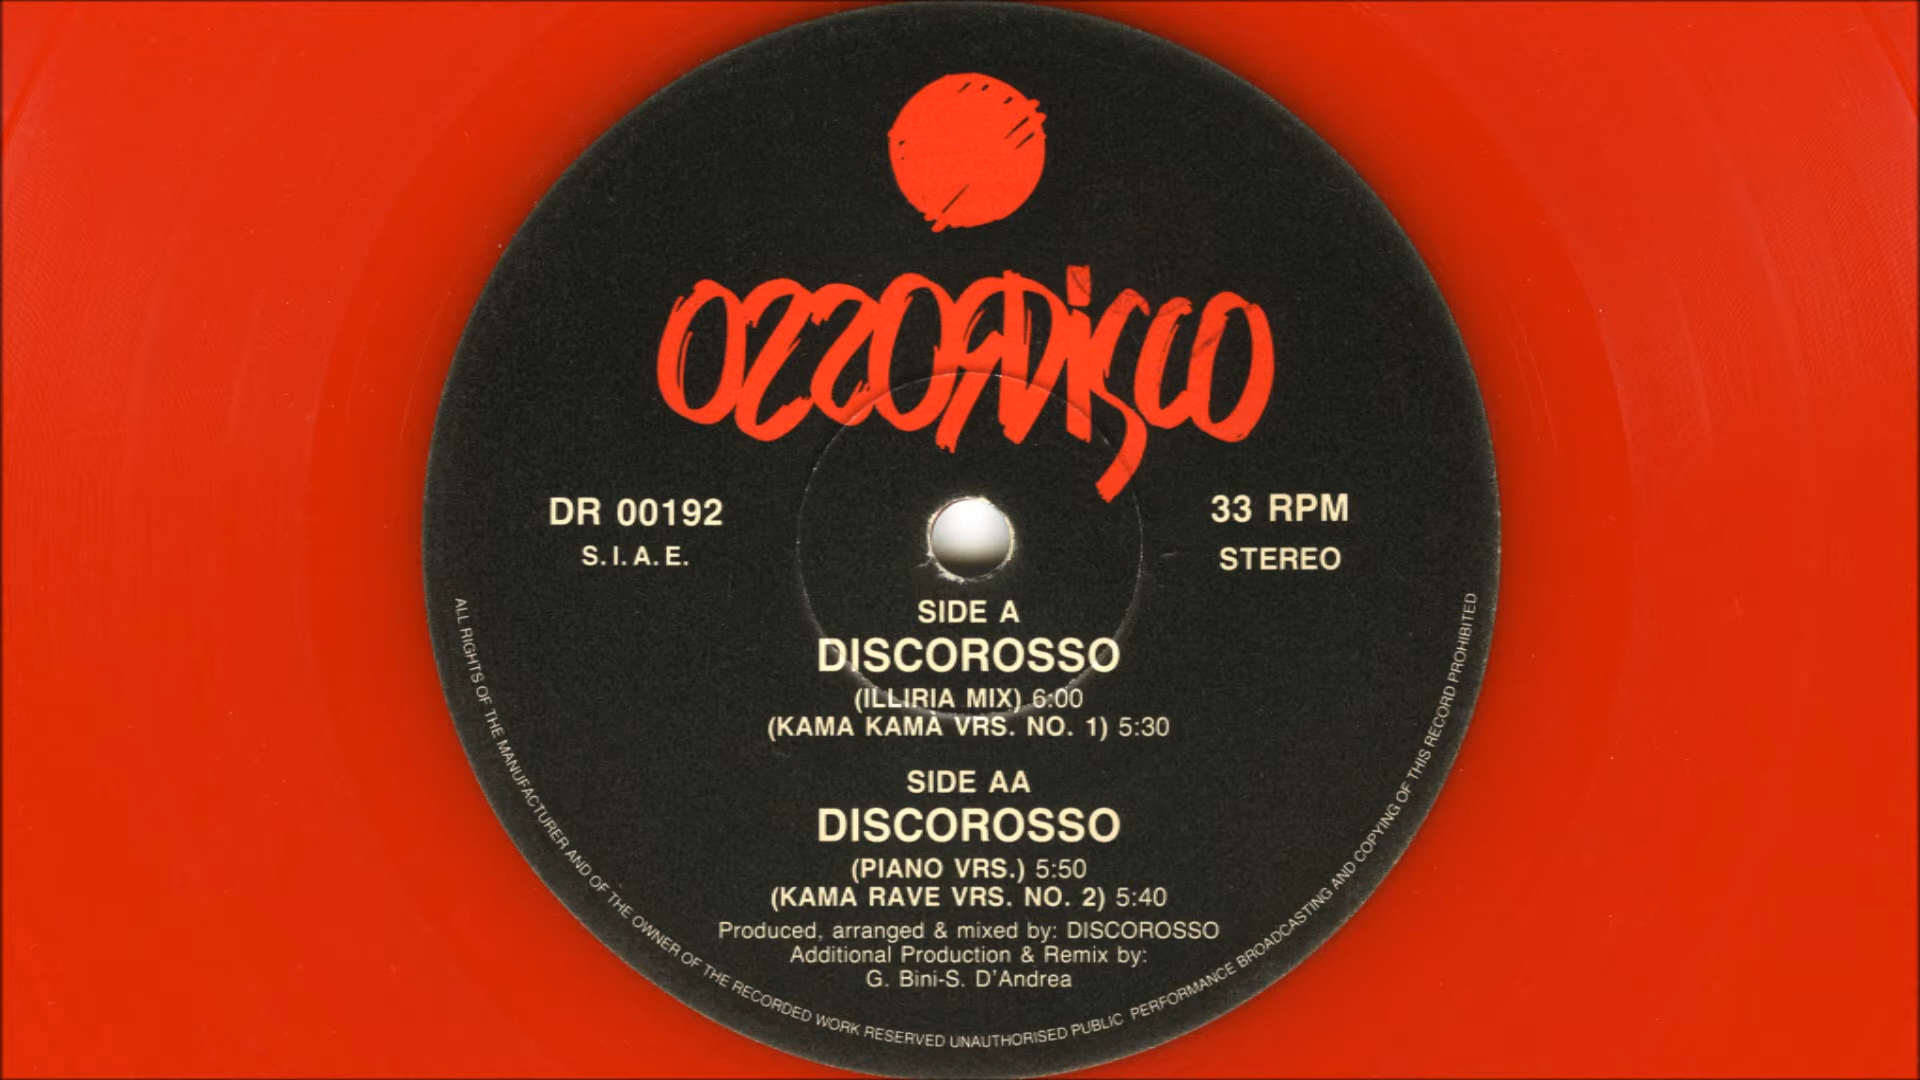 OƧƧOЯDisco
DR 00192
S.I.A.E.
33 RPM
STEREO
SIDE A
DISCOROSSO
(ILLIRIA MIX) 6:00
(KAMA KAMA VRS. NO. 1) 5:30
SIDE AA
DISCOROSSO
(PIANO VRS.) 5:50
(KAMA RAVE VRS. NO. 2) 5:40
Produced, arranged & mixed by: DISCOROSSO
Additional Production & Remix by:
G. Bini-S. D'Andrea
ALL RIGHTS OF THE MANUFACTURER AND OF THE OWNER OF THE RECORDED WORK RESERVED UNAUTHORISED PUBLIC PERFORMANCE BROADCASTING AND COPYING OF THIS RECORD PROHIBITED